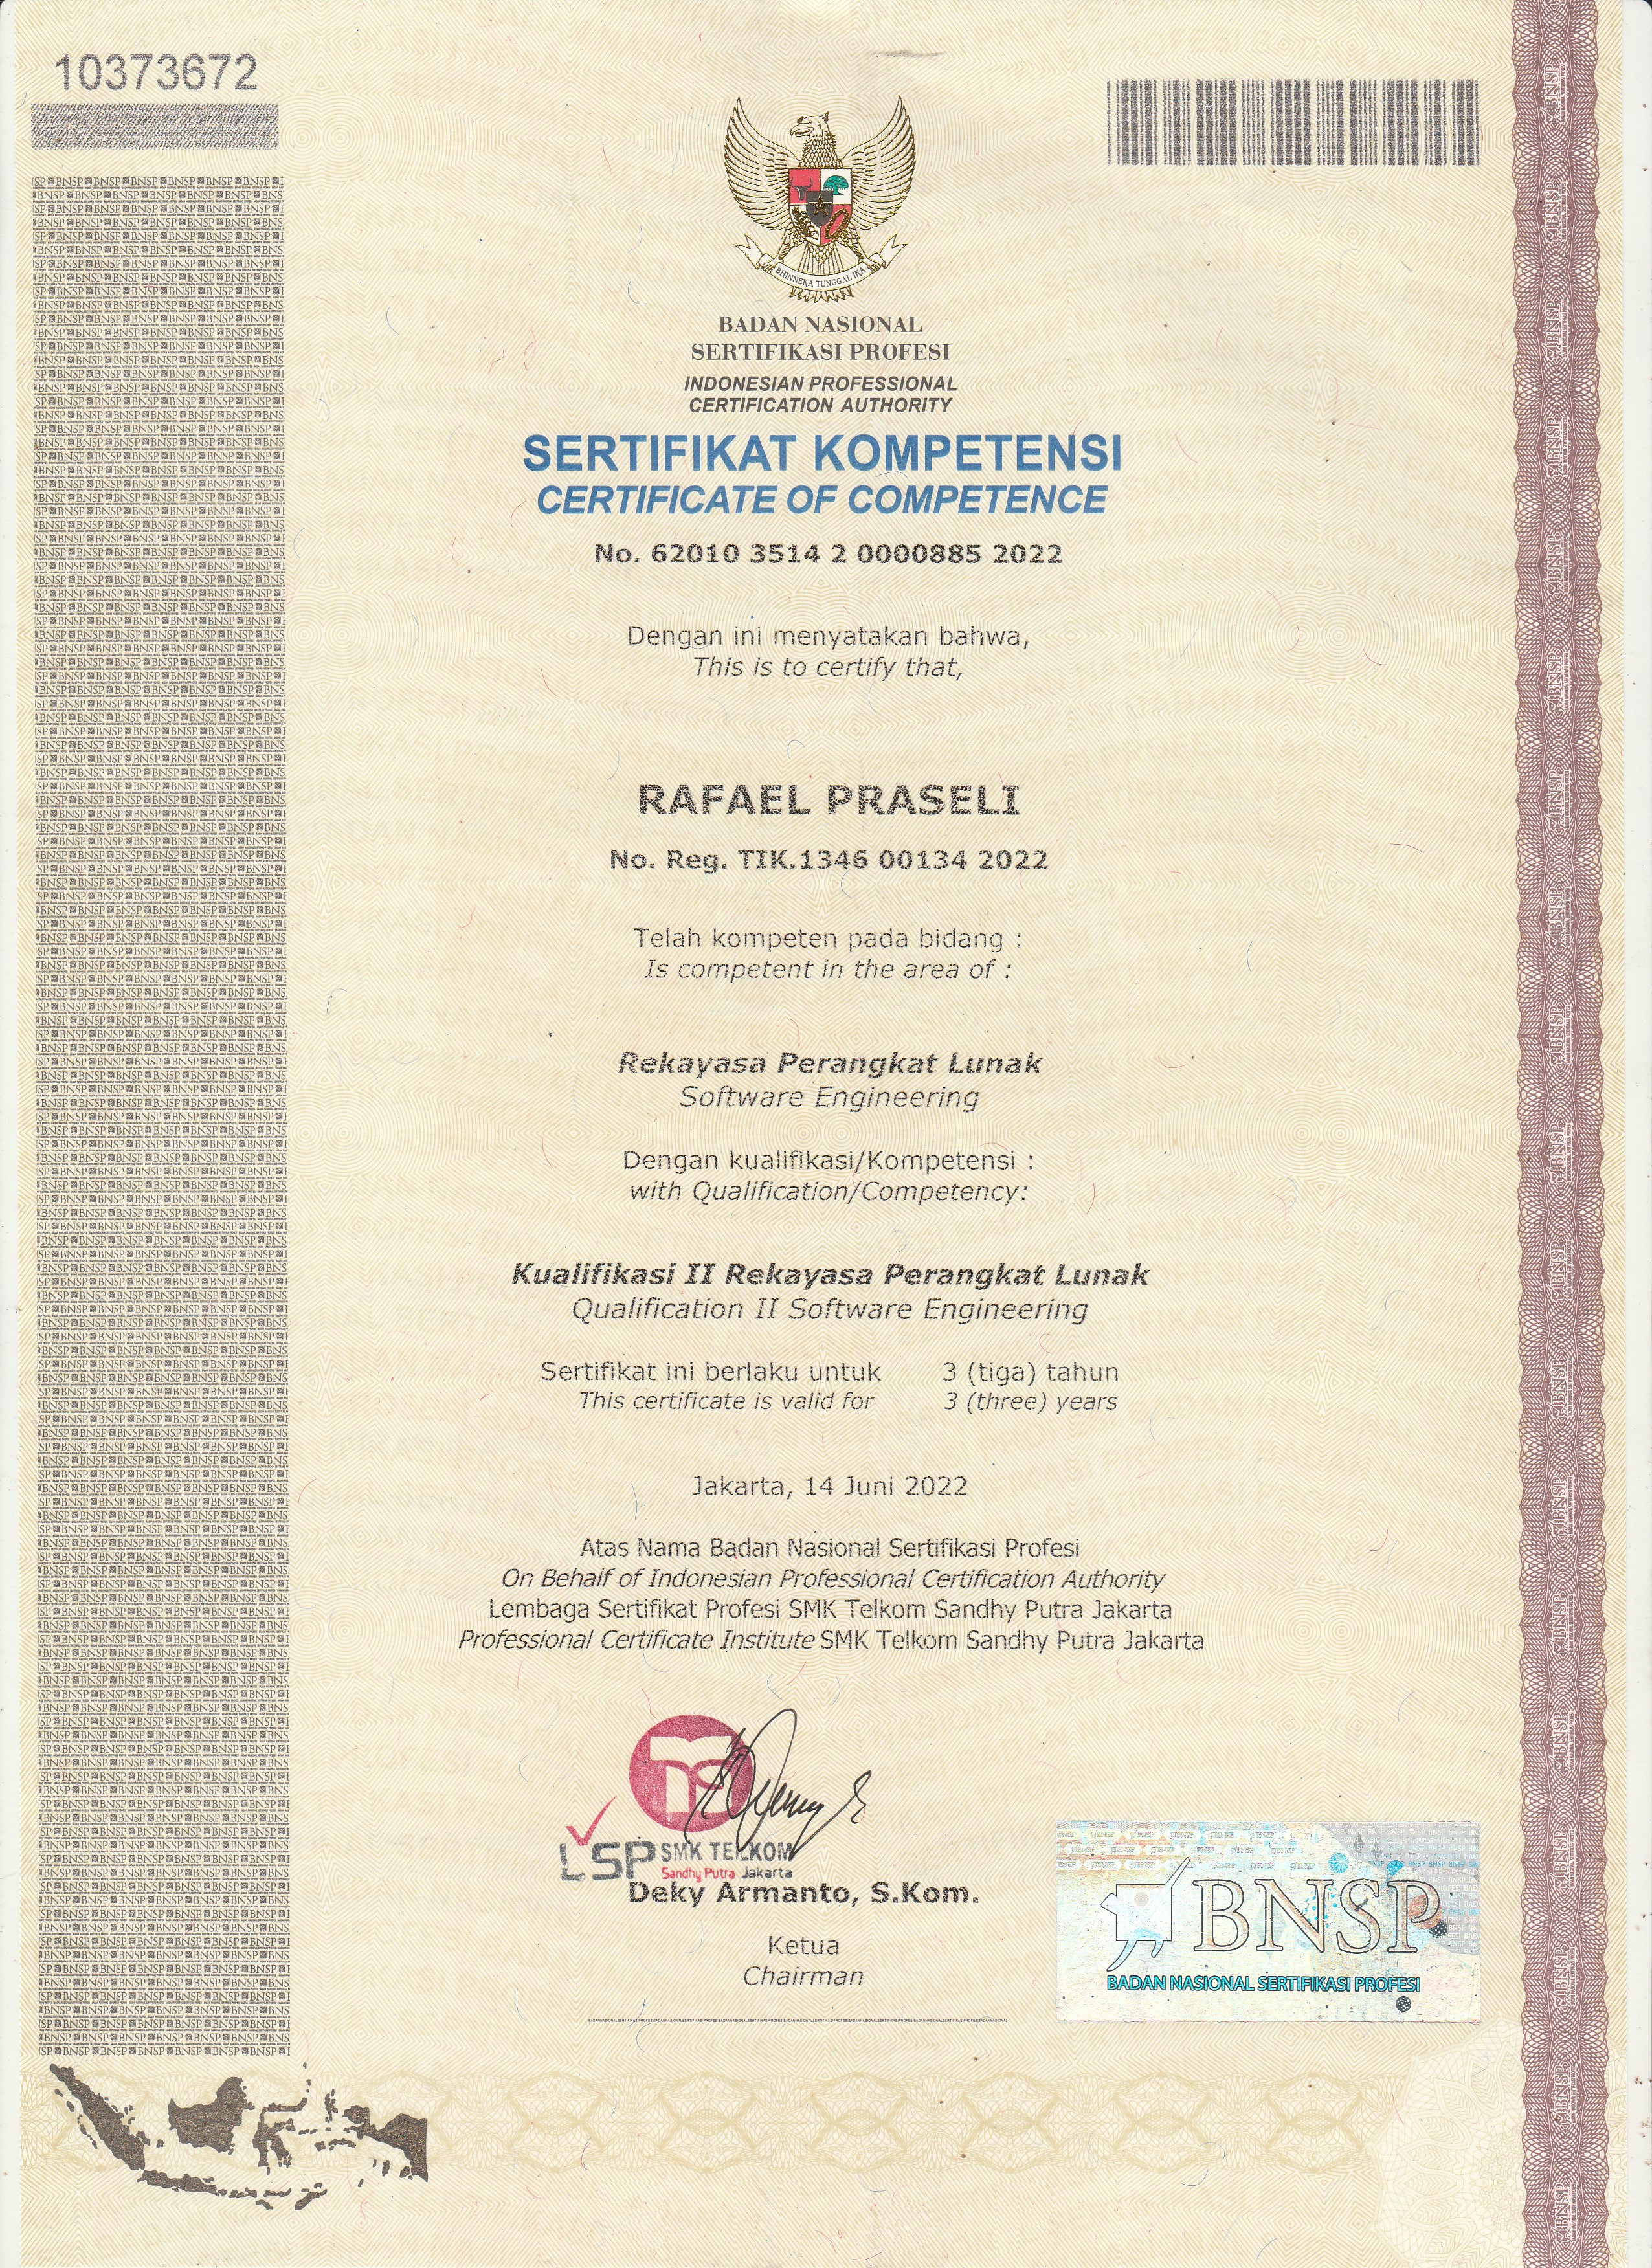 10373672
BHINNEKA TUNGGAL IKA
BADAN NASIONAL
SERTIFIKASI PROFESI
INDONESIAN PROFESSIONAL
CERTIFICATION AUTHORITY
SERTIFIKAT KOMPETENSI
CERTIFICATE OF COMPETENCE
No. 62010 3514 2 0000885 2022
Dengan ini menyatakan bahwa,
This is to certify that,
RAFAEL PRASELI
No. Reg. TIK.1346 00134 2022
Telah kompeten pada bidang :
Is competent in the area of :
Rekayasa Perangkat Lunak
Software Engineering
Dengan kualifikasi/Kompetensi :
with Qualification/Competency:
Kualifikasi II Rekayasa Perangkat Lunak
Qualification II Software Engineering
Sertifikat ini berlaku untuk 3 (tiga) tahun
This certificate is valid for 3 (three) years
Jakarta, 14 Juni 2022
Atas Nama Badan Nasional Sertifikasi Profesi
On Behalf of Indonesian Professional Certification Authority
Lembaga Sertifikat Profesi SMK Telkom Sandhy Putra Jakarta
Professional Certificate Institute SMK Telkom Sandhy Putra Jakarta
LSP SMK TELKOM
Sandhy Putra Jakarta
Deky Armanto, S.Kom.
Ketua
Chairman
BNSP
BADAN NASIONAL SERTIFIKASI PROFESI